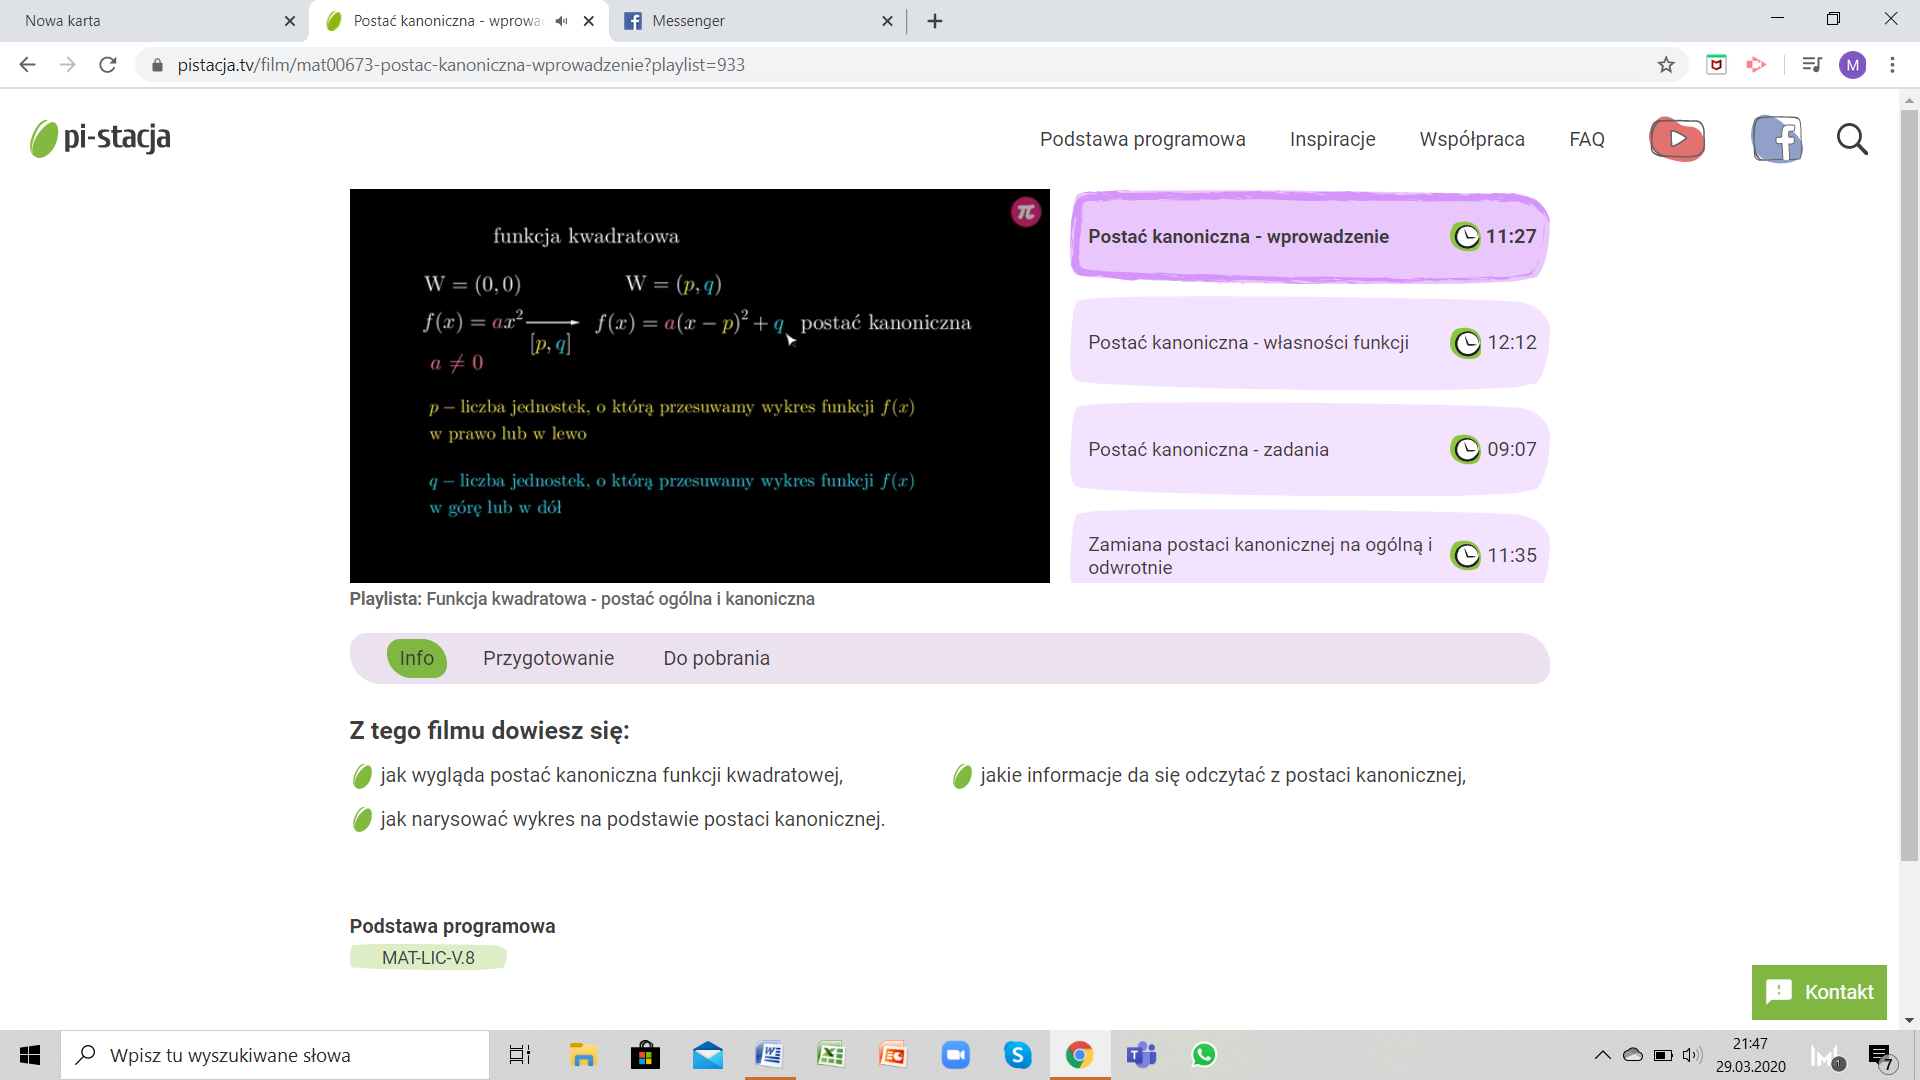 Nowa karta
Postać kanoniczna - wprowa
Messenger
pistacja.tv/film/mat00673-postac-kanoniczna-wprowadzenie?playlist=933
M
pi-stacja
Podstawa programowa
Inspiracje
Współpraca
FAQ
π
funkcja kwadratowa
W = (0, 0)
W = (p, q)
f(x) = ax²
[p, q]
f(x) = a(x − p)² + q
postać kanoniczna
a ≠ 0
p – liczba jednostek, o którą przesuwamy wykres funkcji f(x)
w prawo lub w lewo
q – liczba jednostek, o którą przesuwamy wykres funkcji f(x)
w górę lub w dół
Postać kanoniczna - wprowadzenie
11:27
Postać kanoniczna - własności funkcji
12:12
Postać kanoniczna - zadania
09:07
Zamiana postaci kanonicznej na ogólną i
odwrotnie
11:35
Playlista: Funkcja kwadratowa - postać ogólna i kanoniczna
Info
Przygotowanie
Do pobrania
Z tego filmu dowiesz się:
jak wygląda postać kanoniczna funkcji kwadratowej,
jakie informacje da się odczytać z postaci kanonicznej,
jak narysować wykres na podstawie postaci kanonicznej.
Podstawa programowa
MAT-LIC-V.8
Kontakt
Wpisz tu wyszukiwane słowa
21:47
29.03.2020
1
7